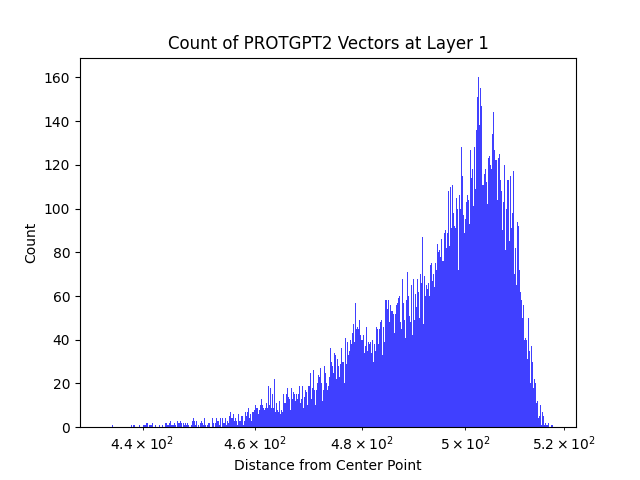 Count of PROTGPT2 Vectors at Layer 1
160
140
120
100
80
60
40
20
0
Count
4.4 × 10² 4.6 × 10² 4.8 × 10² 5 × 10² 5.2 × 10²
Distance from Center Point